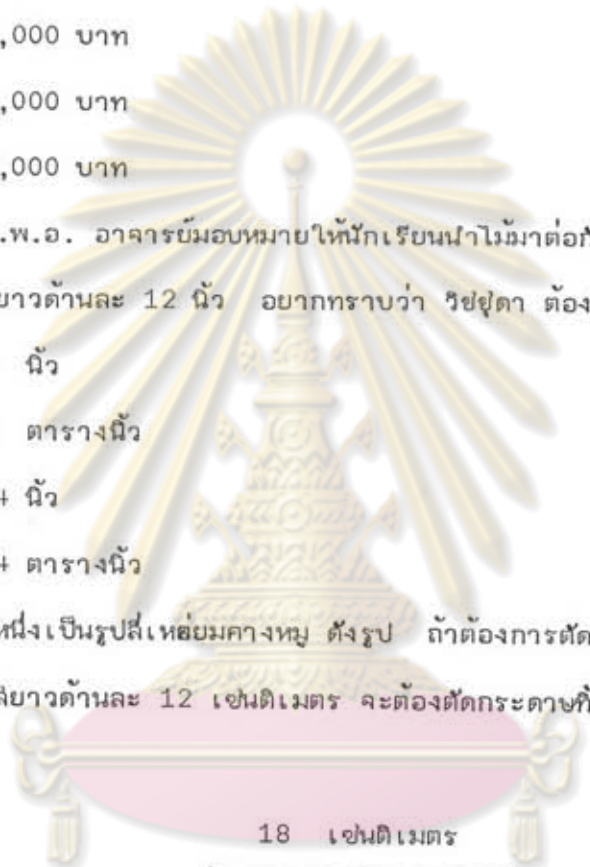 ,000 บาท
,000 บาท
,000 บาท
.พ.อ. อาจารย์มอบหมายให้นักเรียนนำไม้มาต่อกั
ยาวด้านละ 12 นิ้ว อยากทราบว่า วิชชุดา ต้อง
นิ้ว
ตารางนิ้ว
4 นิ้ว
4 ตารางนิ้ว
หนึ่งเป็นรูปสี่เหลี่ยมคางหมู ดังรูป ถ้าต้องการตัด
ยาวด้านละ 12 เซนติเมตร จะต้องตัดกระดาษทิ้
18 เซนติเมตร